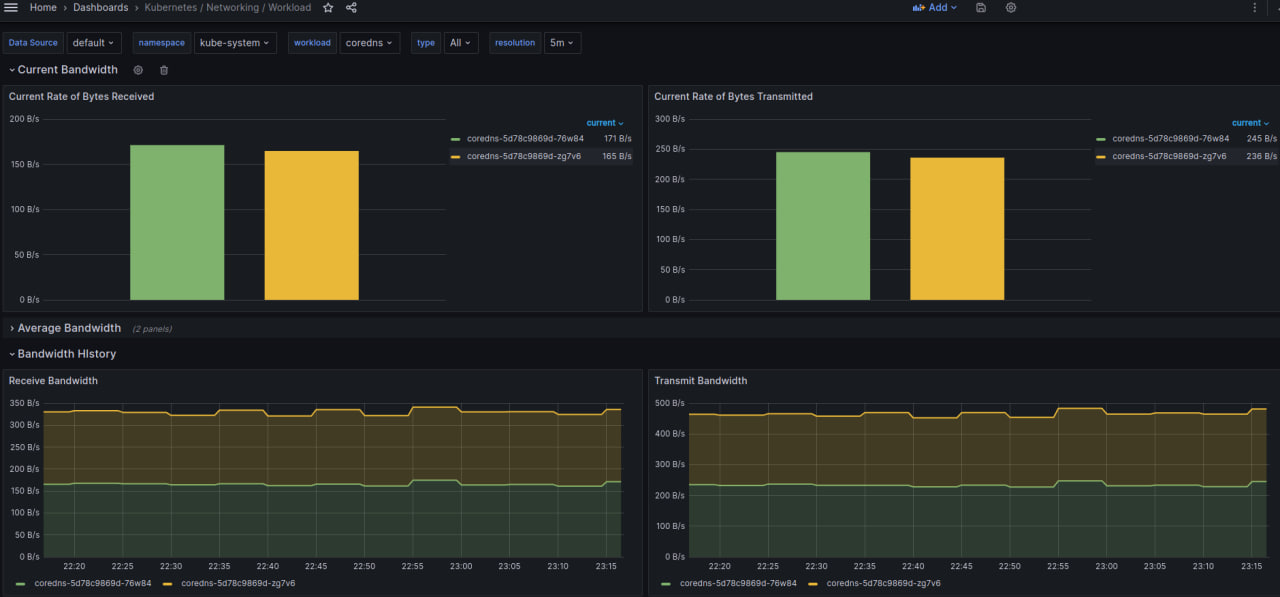 Home › Dashboards › Kubernetes / Networking / Workload Add
Data Source default namespace kube-system workload coredns type All resolution 5m
Current Bandwidth
Current Rate of Bytes Received
200 B/s
150 B/s
100 B/s
50 B/s
0 B/s
current
coredns-5d78c9869d-76w84 171 B/s
coredns-5d78c9869d-zg7v6 165 B/s
Current Rate of Bytes Transmitted
300 B/s
250 B/s
200 B/s
150 B/s
100 B/s
50 B/s
0 B/s
current
coredns-5d78c9869d-76w84 245 B/s
coredns-5d78c9869d-zg7v6 236 B/s
Average Bandwidth (2 panels)
Bandwidth HIstory
Receive Bandwidth
350 B/s
300 B/s
250 B/s
200 B/s
150 B/s
100 B/s
50 B/s
0 B/s
22:20 22:25 22:30 22:35 22:40 22:45 22:50 22:55 23:00 23:05 23:10 23:15
coredns-5d78c9869d-76w84 coredns-5d78c9869d-zg7v6
Transmit Bandwidth
500 B/s
400 B/s
300 B/s
200 B/s
100 B/s
0 B/s
22:20 22:25 22:30 22:35 22:40 22:45 22:50 22:55 23:00 23:05 23:10 23:15
coredns-5d78c9869d-76w84 coredns-5d78c9869d-zg7v6